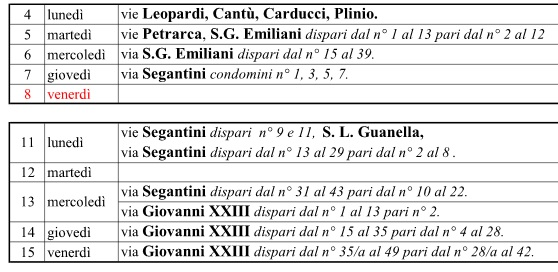 4 lunedì vie Leopardi, Cantù, Carducci, Plinio.
5 martedì vie Petrarca, S.G. Emiliani dispari dal n° 1 al 13 pari dal n° 2 al 12
6 mercoledì via S.G. Emiliani dispari dal n° 15 al 39.
7 giovedì via Segantini condomini n° 1, 3, 5, 7.
8 venerdì
11 lunedì vie Segantini dispari n° 9 e 11, S. L. Guanella,
via Segantini dispari dal n° 13 al 29 pari dal n° 2 al 8 .
12 martedì
13 mercoledì via Segantini dispari dal n° 31 al 43 pari dal n° 10 al 22.
via Giovanni XXIII dispari dal n° 1 al 13 pari n° 2.
14 giovedì via Giovanni XXIII dispari dal n° 15 al 35 pari dal n° 4 al 28.
15 venerdì via Giovanni XXIII dispari dal n° 35/a al 49 pari dal n° 28/a al 42.